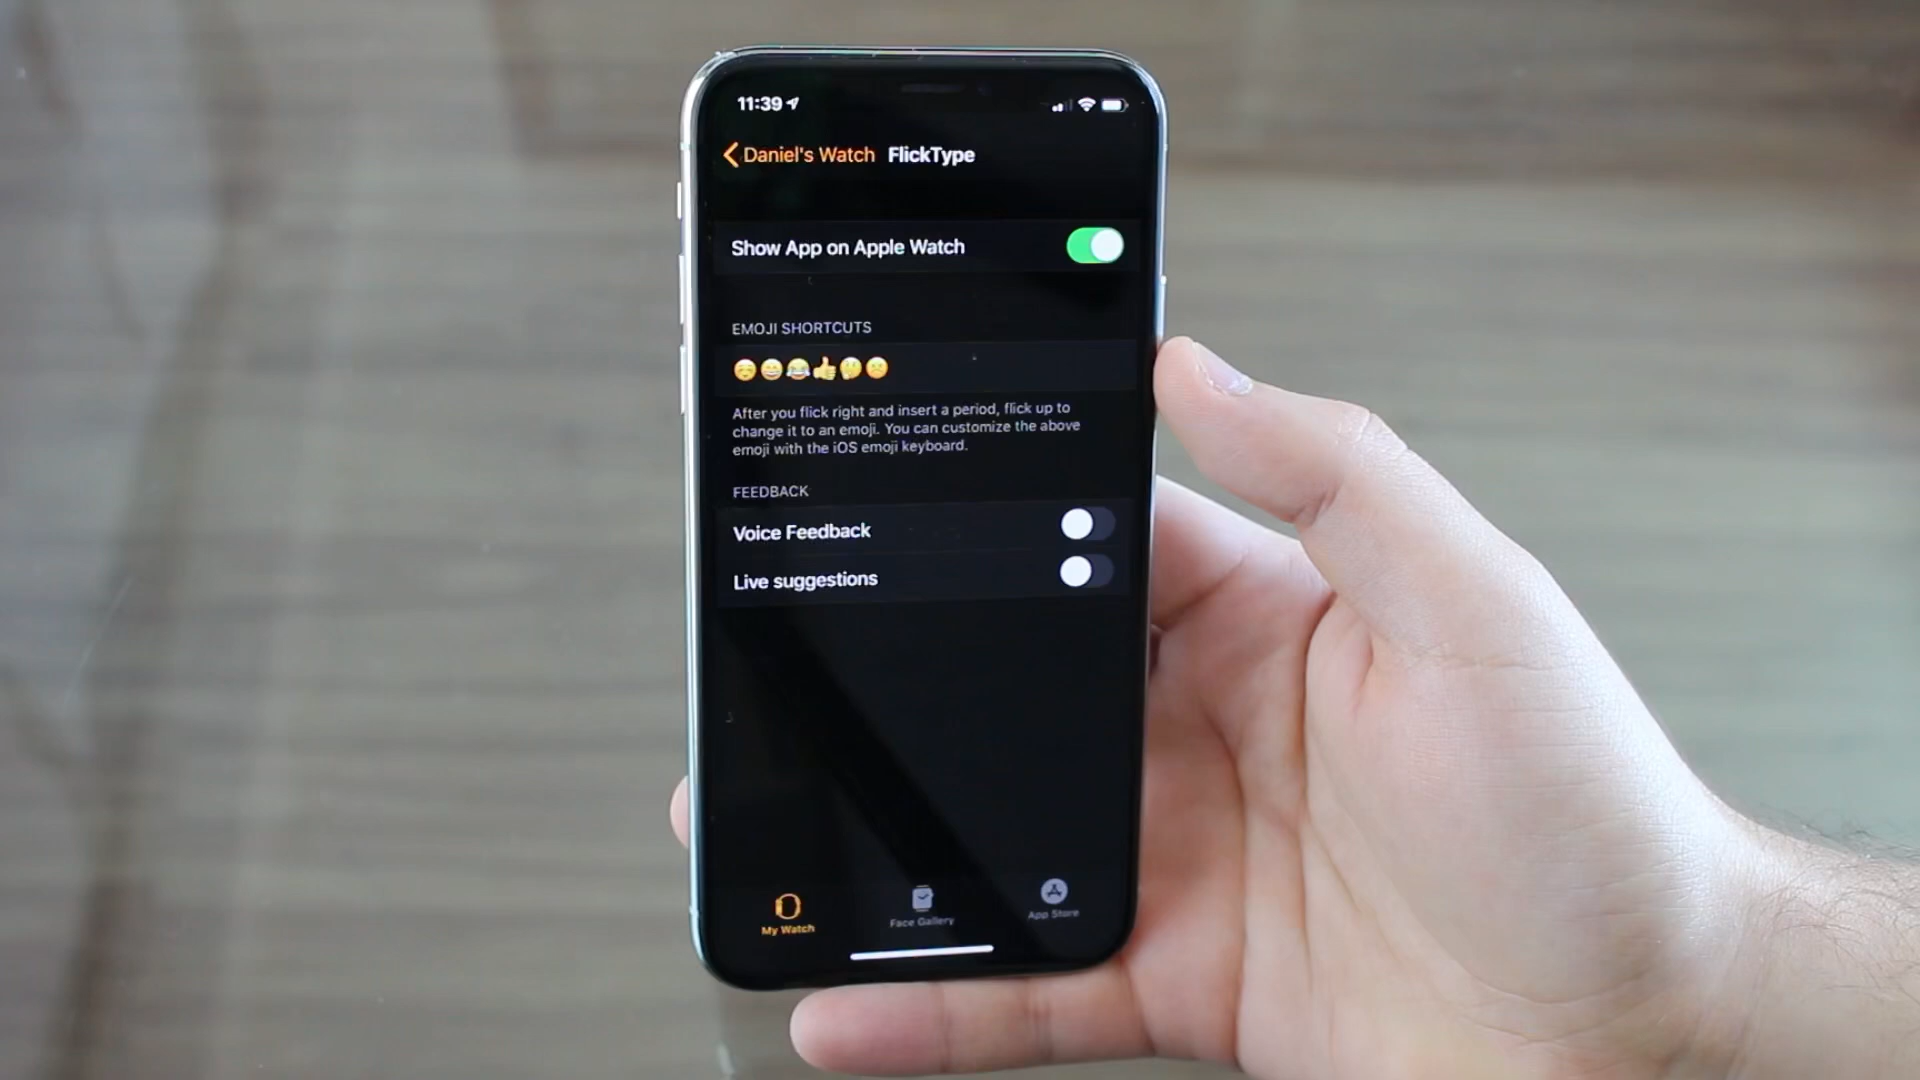 11:39
Daniel's Watch FlickType
Show App on Apple Watch
EMOJI SHORTCUTS
☺️😄😂👍🤔☹️
After you flick right and insert a period, flick up to
change it to an emoji. You can customize the above
emoji with the iOS emoji keyboard.
FEEDBACK
Voice Feedback
Live suggestions
My Watch
Face Gallery
App Store